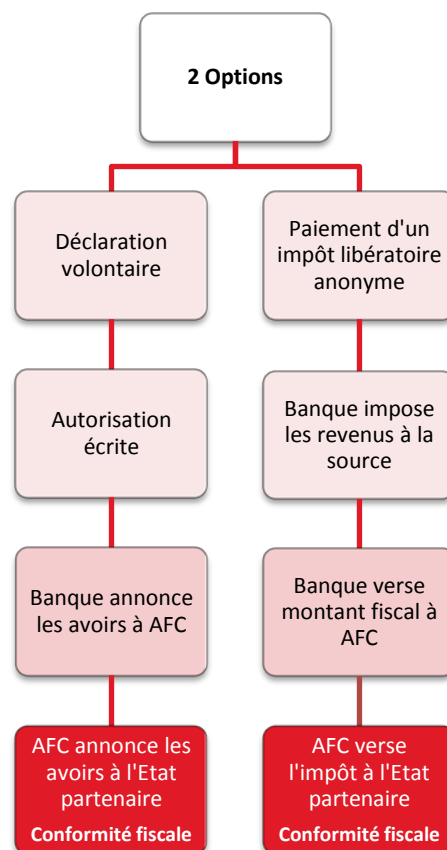 2 Options
Déclaration
volontaire
Autorisation
écrite
Banque annonce
les avoirs à AFC
AFC annonce les
avoirs à l'Etat
partenaire
Conformité fiscale
Paiement d'un
impôt libératoire
anonyme
Banque impose
les revenus à la
source
Banque verse
montant fiscal à
AFC
AFC verse
l'impôt à l'Etat
partenaire
Conformité fiscale